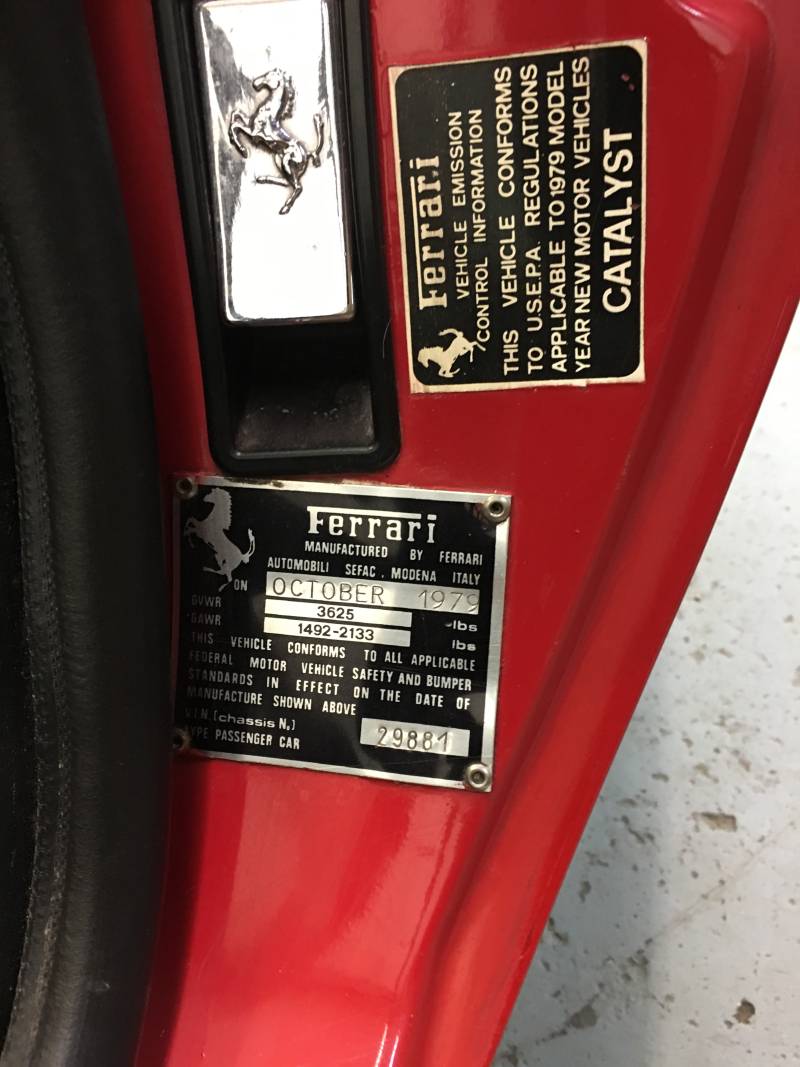 Ferrari
VEHICLE EMISSION
CONTROL INFORMATION
THIS VEHICLE CONFORMS
TO U.S.E.P.A. REGULATIONS
APPLICABLE TO 1979 MODEL
YEAR NEW MOTOR VEHICLES
CATALYST
Ferrari
MANUFACTURED BY FERRARI
AUTOMOBILI SEFAC. MODENA ITALY
ON OCTOBER 1979
GVWR 3625 lbs
GAWR 1492-2133 lbs
THIS VEHICLE CONFORMS TO ALL APPLICABLE
FEDERAL MOTOR VEHICLE SAFETY AND BUMPER
STANDARDS IN EFFECT ON THE DATE OF
MANUFACTURE SHOWN ABOVE
V.I.N. (chassis N.) 29881
TYPE PASSENGER CAR